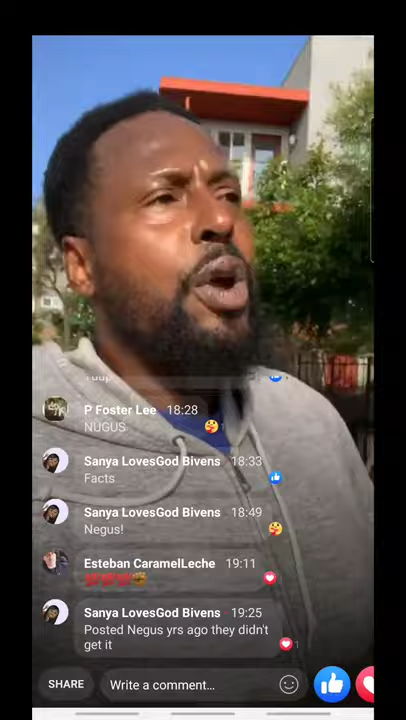 P Foster Lee 18:28
NUGUS
Sanya LovesGod Bivens 18:33
Facts
Sanya LovesGod Bivens 18:49
Negus!
Esteban CaramelLeche 19:11
Sanya LovesGod Bivens 19:25
Posted Negus yrs ago they didn't
get it
1
SHARE
Write a comment...